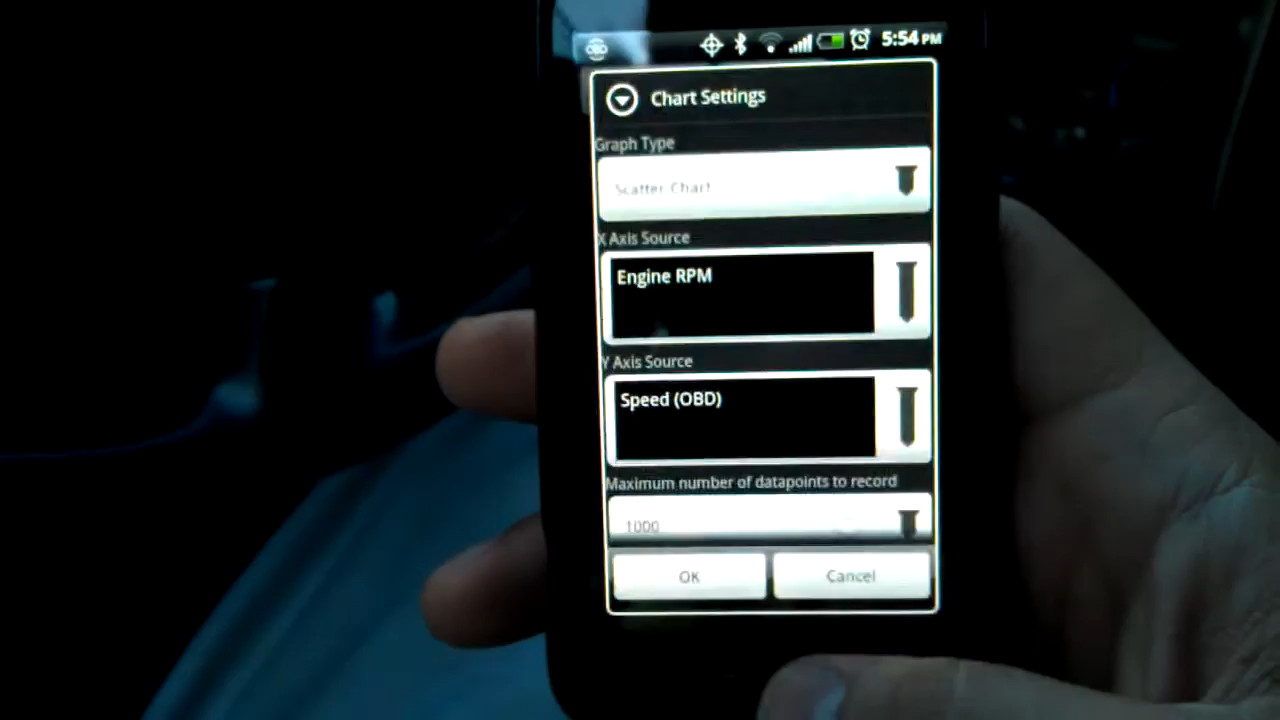 OBD 5:54 PM
Chart Settings
Graph Type
Scatter Chart
X Axis Source
Engine RPM
Y Axis Source
Speed (OBD)
Maximum number of datapoints to record
1000
OK Cancel